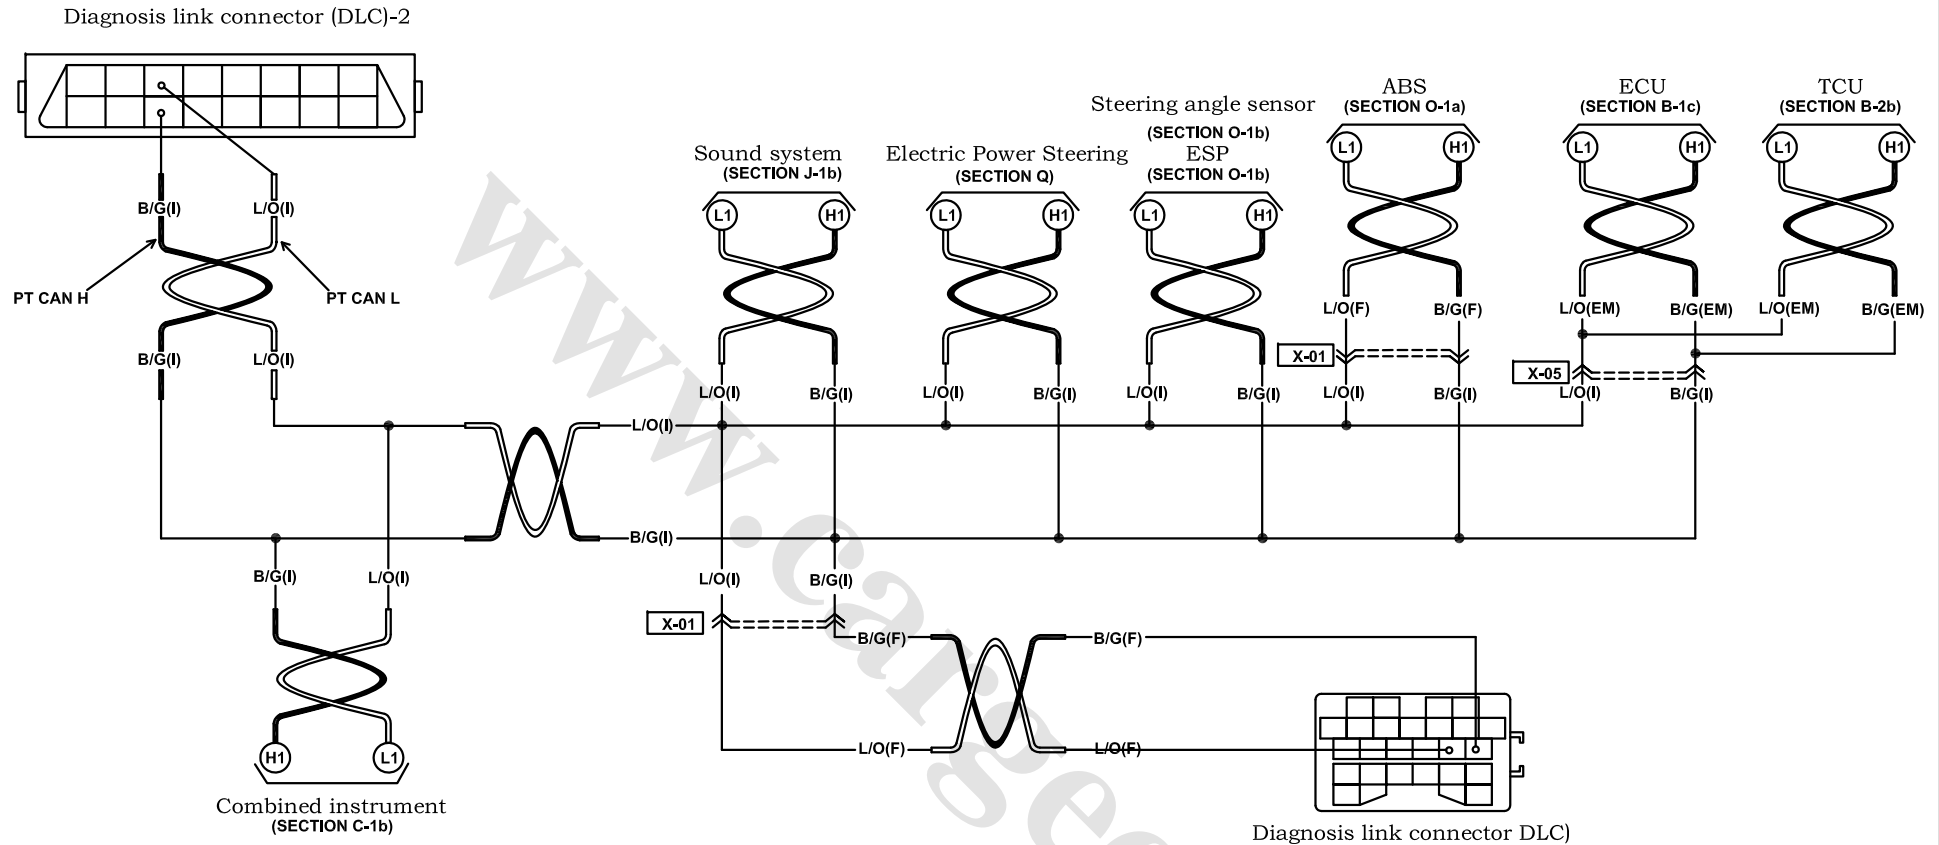 Diagnosis link connector (DLC)-2
B/G(I)
L/O(I)
PT CAN H
PT CAN L
B/G(I)
L/O(I)
Sound system
(SECTION J-1b)
L1
H1
Electric Power Steering
(SECTION Q)
L1
H1
Steering angle sensor
(SECTION O-1b)
ESP
(SECTION O-1b)
L1
H1
ABS
(SECTION O-1a)
L1
H1
ECU
(SECTION B-1c)
L1
H1
TCU
(SECTION B-2b)
L1
H1
L/O(F)
B/G(F)
L/O(EM)
B/G(EM)
L/O(EM)
B/G(EM)
X-01
X-05
L/O(I)
B/G(I)
L/O(I)
B/G(I)
L/O(I)
B/G(I)
L/O(I)
B/G(I)
L/O(I)
B/G(I)
L/O(I)
B/G(I)
B/G(I)
L/O(I)
L/O(I)
B/G(I)
X-01
B/G(F)
B/G(F)
L/O(F)
L/O(F)
H1
L1
Combined instrument
(SECTION C-1b)
Diagnosis link connector DLC)